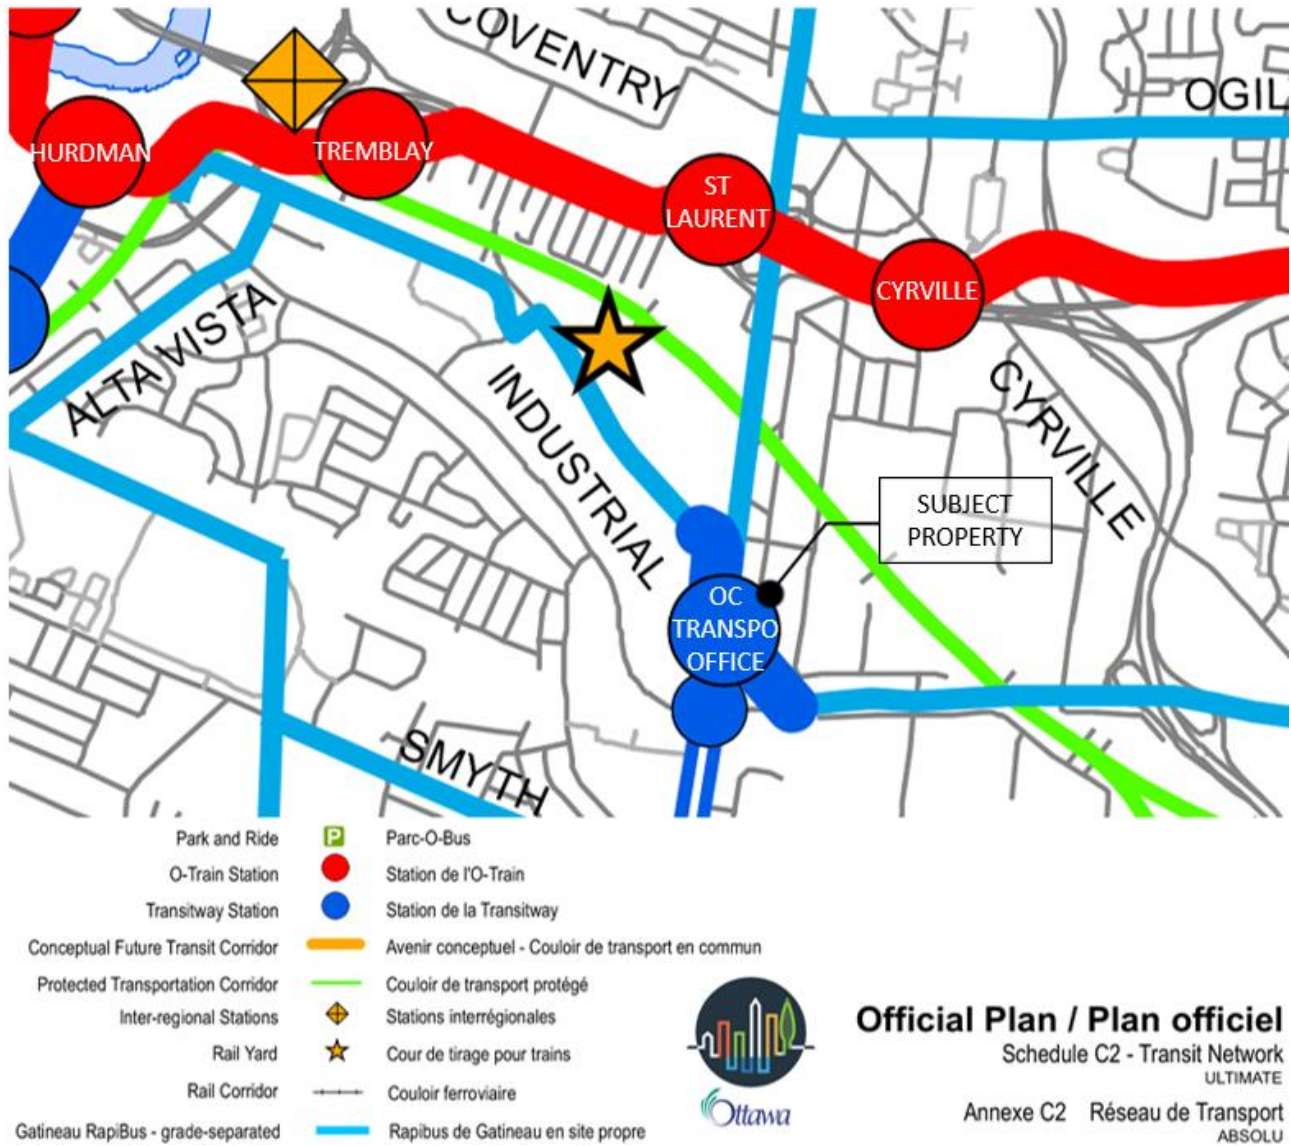 COVENTRY
OGIL
HURDMAN
TREMBLAY
ST
LAURENT
CYRVILLE
ALTA VISTA
INDUSTRIAL
CYRVILLE
SUBJECT
PROPERTY
OC
TRANSPO
OFFICE
SMYTH
Park and Ride P Parc-O-Bus
O-Train Station Station de l'O-Train
Transitway Station Station de la Transitway
Conceptual Future Transit Corridor Avenir conceptuel - Couloir de transport en commun
Protected Transportation Corridor Couloir de transport protégé
Inter-regional Stations Stations interrégionales
Rail Yard Cour de tirage pour trains
Rail Corridor Couloir ferroviaire
Gatineau RapiBus - grade-separated Rapibus de Gatineau en site propre
Ottawa
Official Plan / Plan officiel
Schedule C2 - Transit Network
ULTIMATE
Annexe C2 Réseau de Transport
ABSOLU